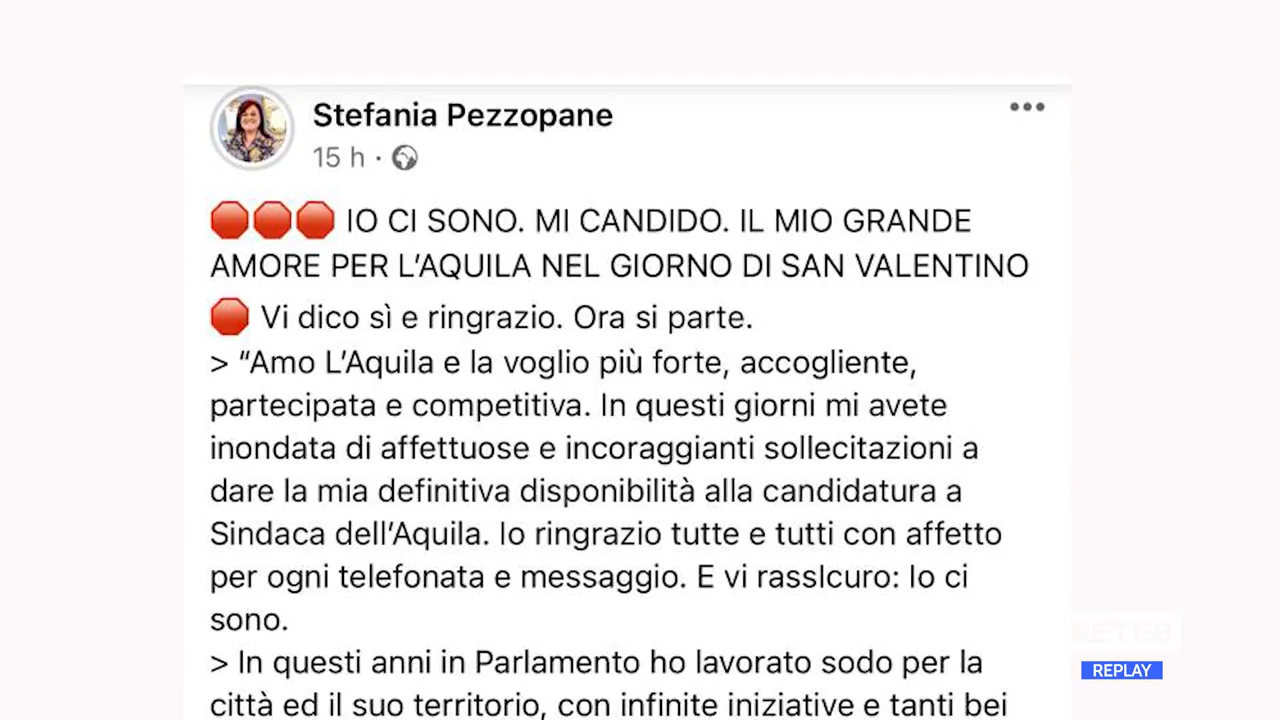 Stefania Pezzopane
15 h ·
IO CI SONO. MI CANDIDO. IL MIO GRANDE
AMORE PER L’AQUILA NEL GIORNO DI SAN VALENTINO
Vi dico sì e ringrazio. Ora si parte.
> “Amo L’Aquila e la voglio più forte, accogliente,
partecipata e competitiva. In questi giorni mi avete
inondata di affettuose e incoraggianti sollecitazioni a
dare la mia definitiva disponibilità alla candidatura a
Sindaca dell’Aquila. Io ringrazio tutte e tutti con affetto
per ogni telefonata e messaggio. E vi rassIcuro: Io ci
sono.
> In questi anni in Parlamento ho lavorato sodo per la
città ed il suo territorio, con infinite iniziative e tanti bei
RETE8
REPLAY